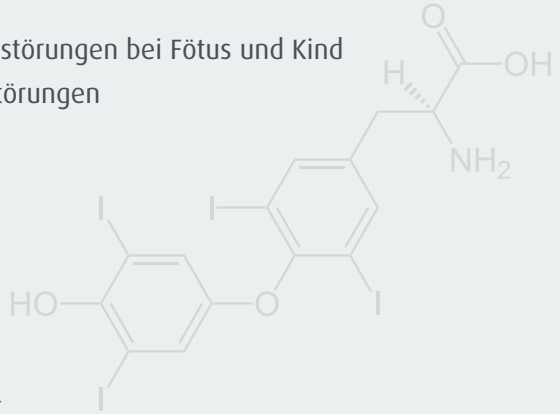 störungen bei Fötus und Kind
törungen
O
H
OH
NH₂
I
I
HO
O
I
I